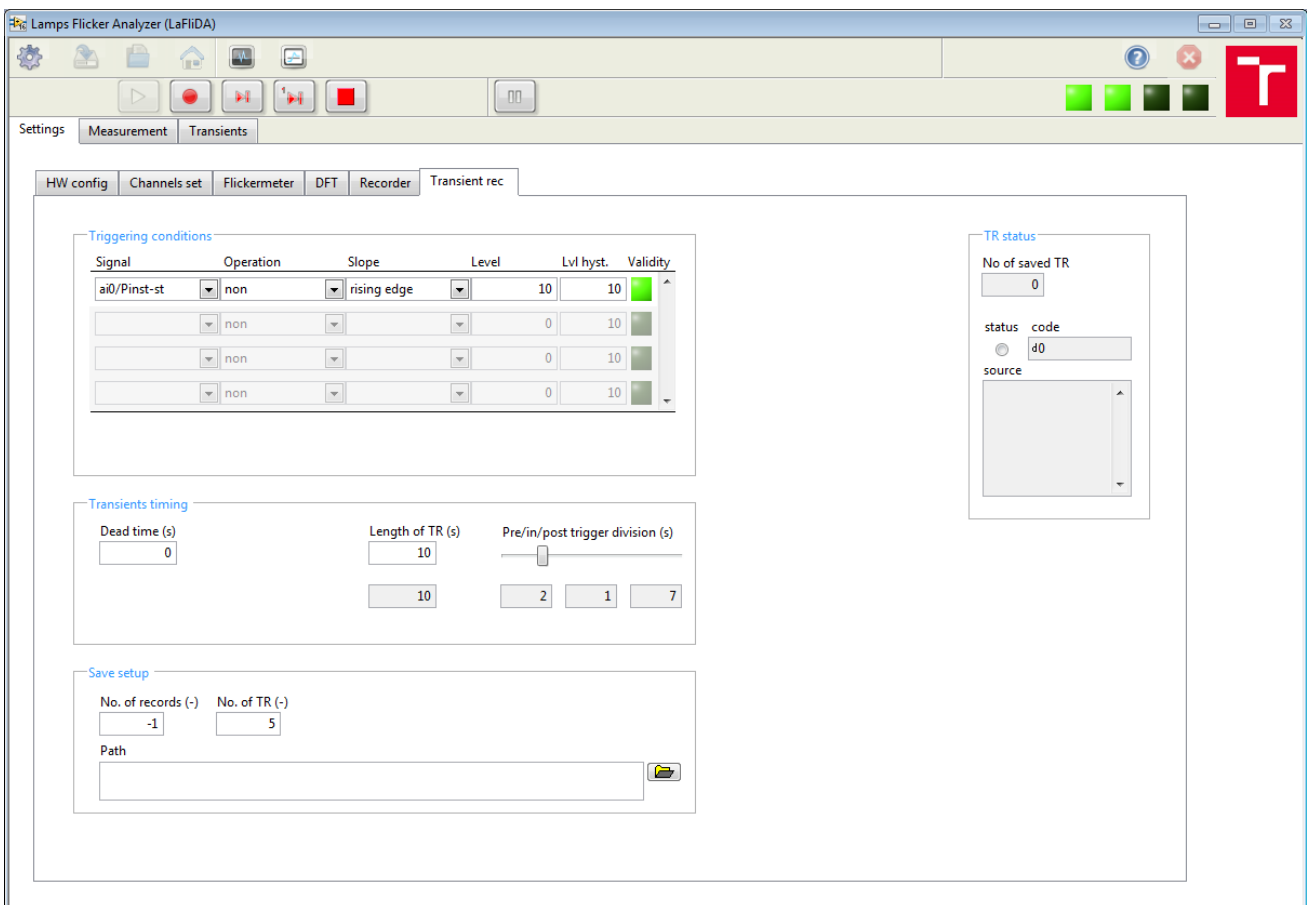 Lamps Flicker Analyzer (LaFliDA)
1
Settings Measurement Transients
HW config Channels set Flickermeter DFT Recorder Transient rec
Triggering conditions
Signal Operation Slope Level Lvl hyst. Validity
ai0/Pinst-st non rising edge 10 10
non 0 10
non 0 10
non 0 10
TR status
No of saved TR
0
status code
d0
source
Transients timing
Dead time (s) Length of TR (s) Pre/in/post trigger division (s)
0 10
10 2 1 7
Save setup
No. of records (-) No. of TR (-)
-1 5
Path